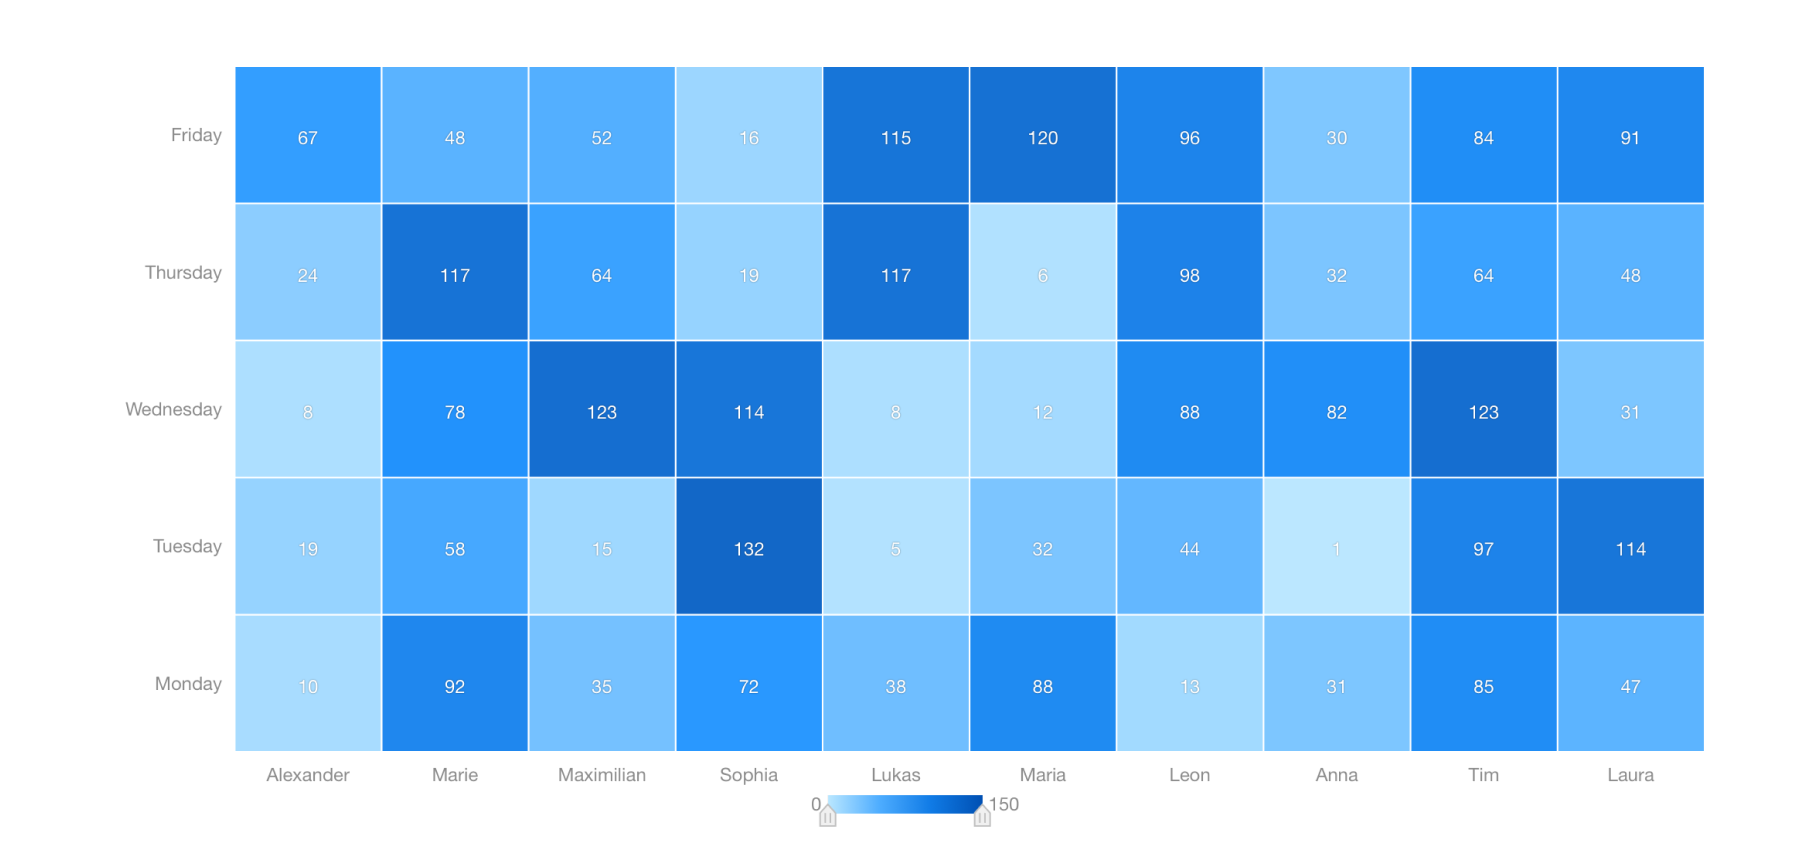 Friday 67 48 52 16 115 120 96 30 84 91
Thursday 24 117 64 19 117 6 98 32 64 48
Wednesday 8 78 123 114 8 12 88 82 123 31
Tuesday 19 58 15 132 5 32 44 1 97 114
Monday 10 92 35 72 38 88 13 31 85 47
Alexander Marie Maximilian Sophia Lukas Maria Leon Anna Tim Laura
0 150